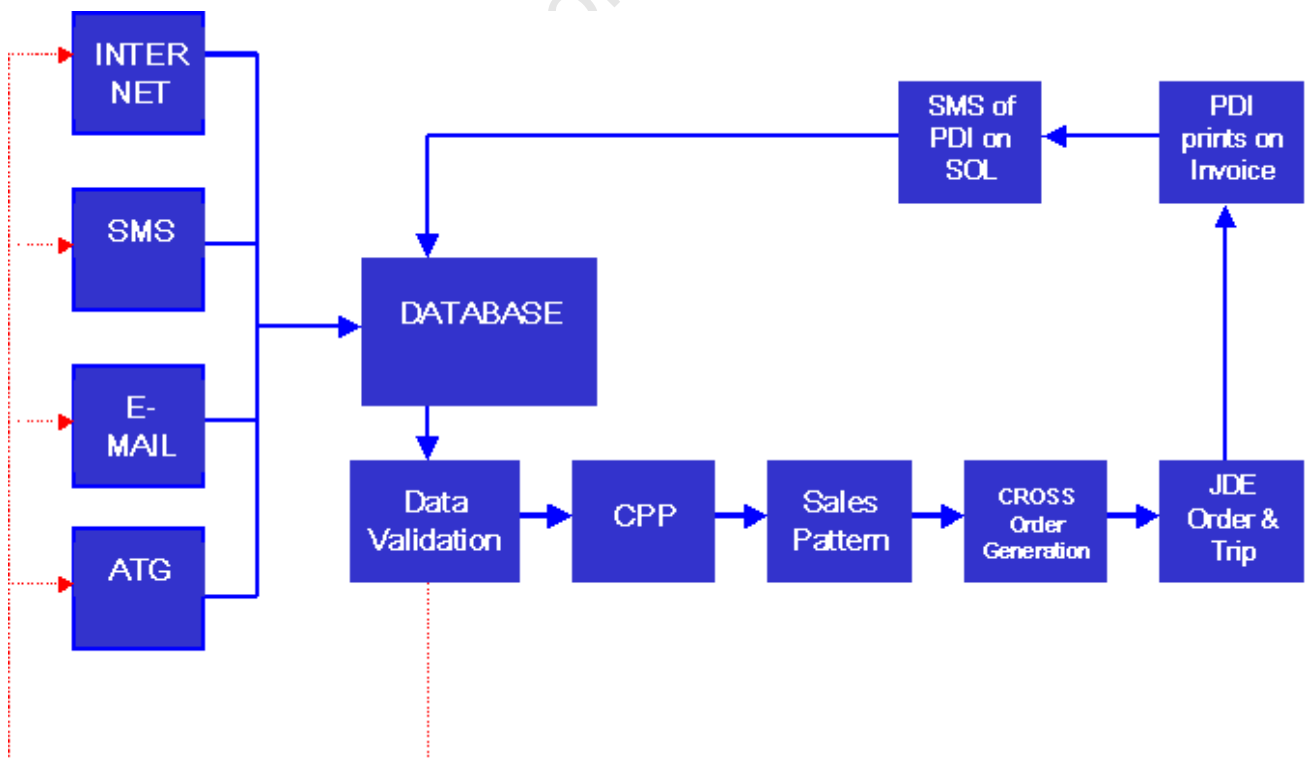 INTER
NET
SMS
E-
MAIL
ATG
DATABASE
SMS of
PDI on
SOL
PDI
prints on
Invoice
Data
Validation
CPP
Sales
Pattern
CROSS
Order
Generation
JDE
Order &
Trip